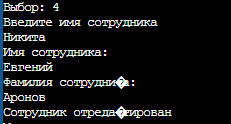 Выбор: 4
Введите имя сотрудника
Никита
Имя сотрудника:
Евгений
Фамилия сотрудни�а:
Аронов
Сотрудник отреда�тирован